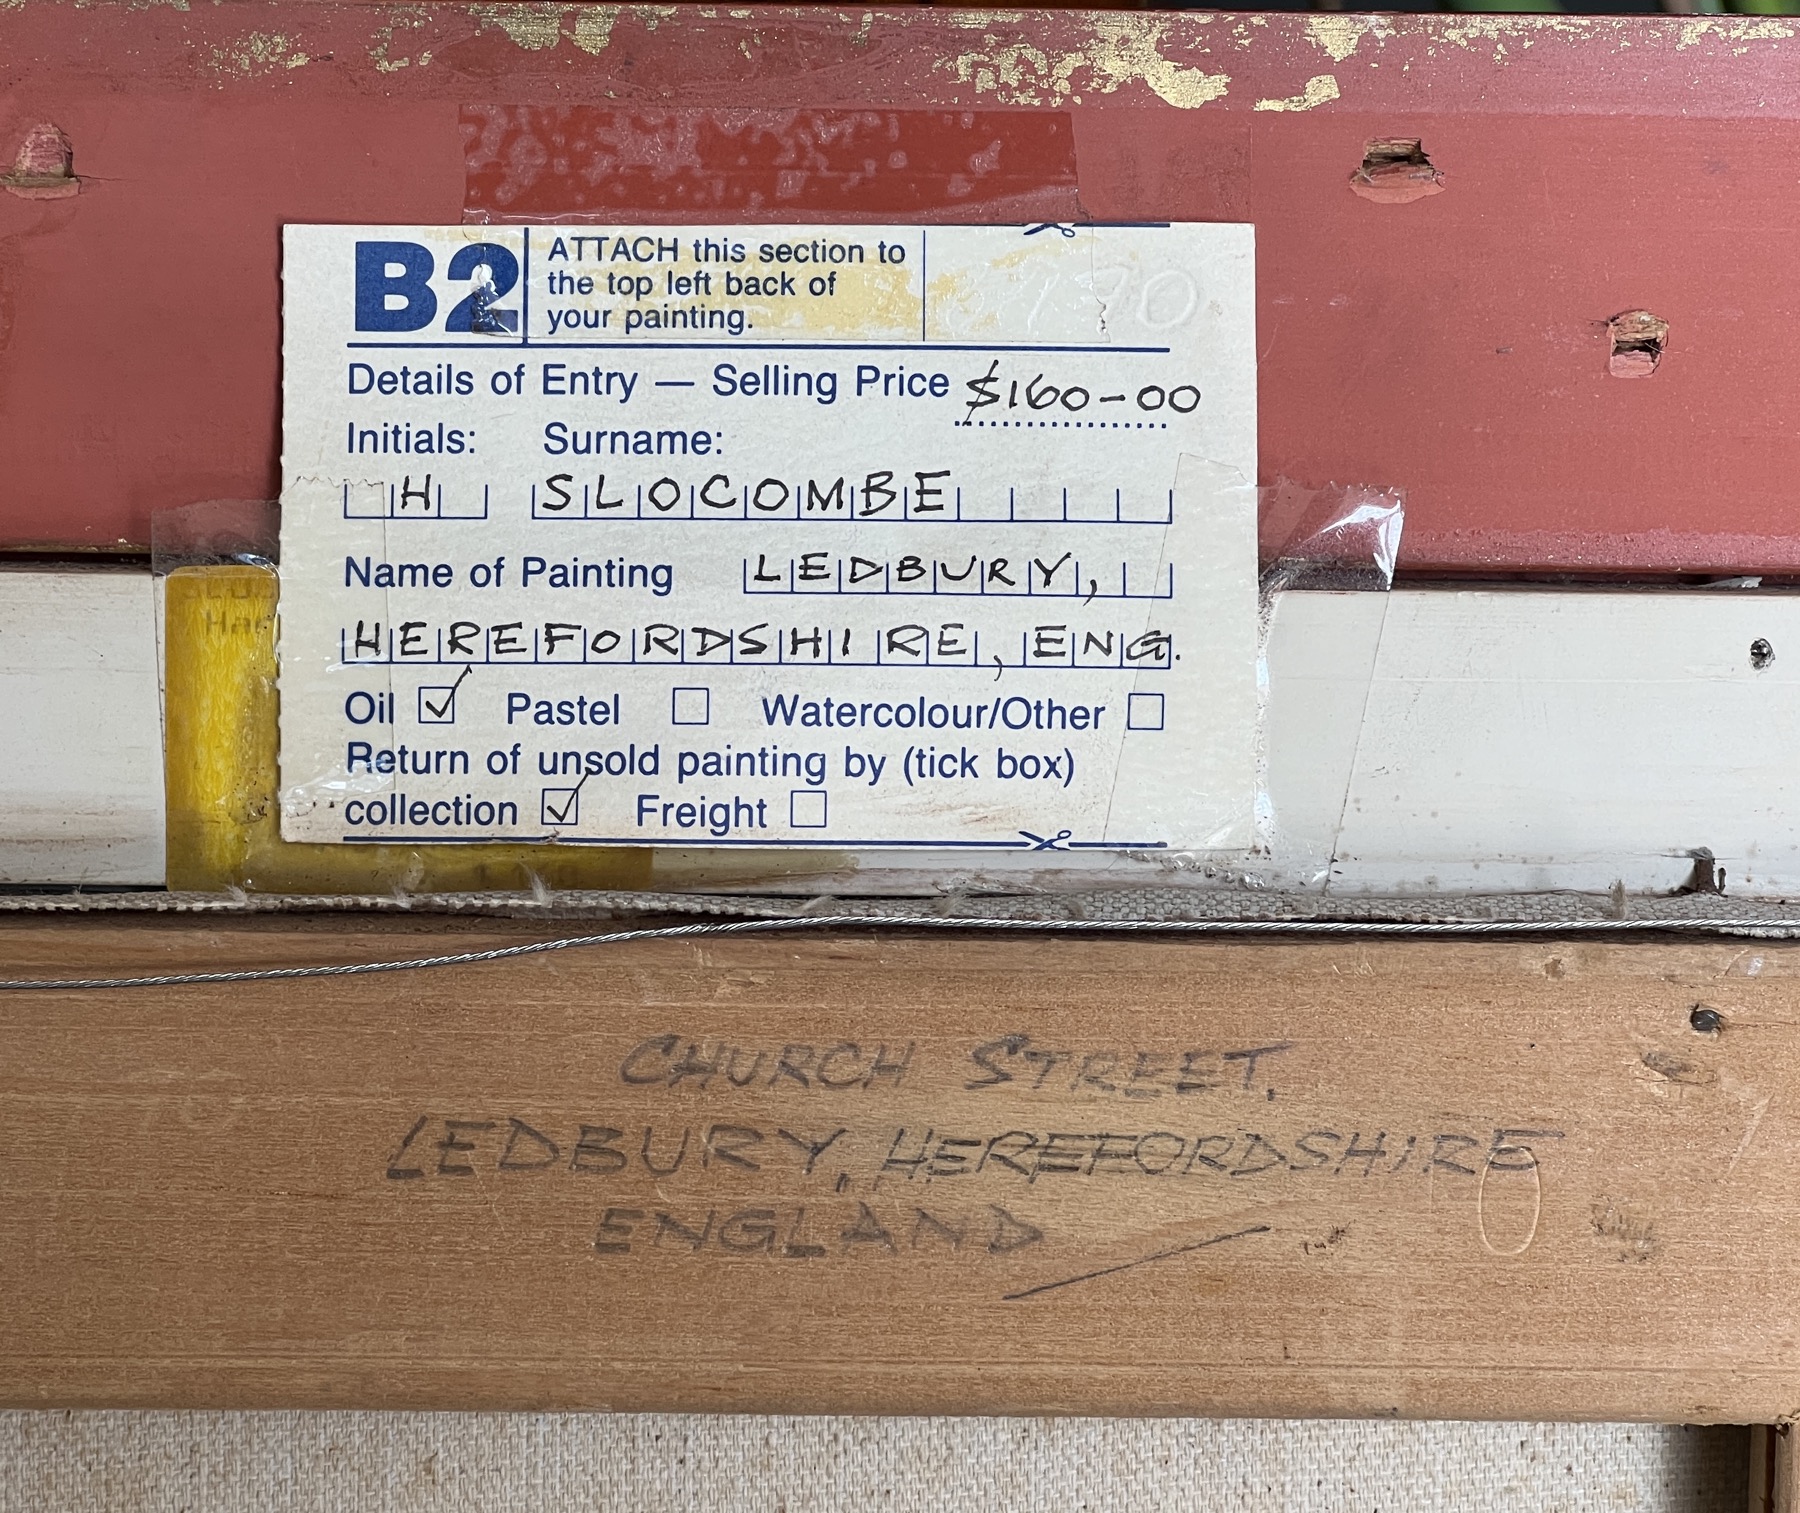 B2
ATTACH this section to
the top left back of
your painting.
Details of Entry — Selling Price $160-00
Initials: Surname:
H SLOCOMBE
Name of Painting LEDBURY,
HEREFORDSHIRE, ENG.
Oil ✓ Pastel Watercolour/Other
Return of unsold painting by (tick box)
collection ✓ Freight
CHURCH STREET,
LEDBURY, HEREFORDSHIRE
ENGLAND